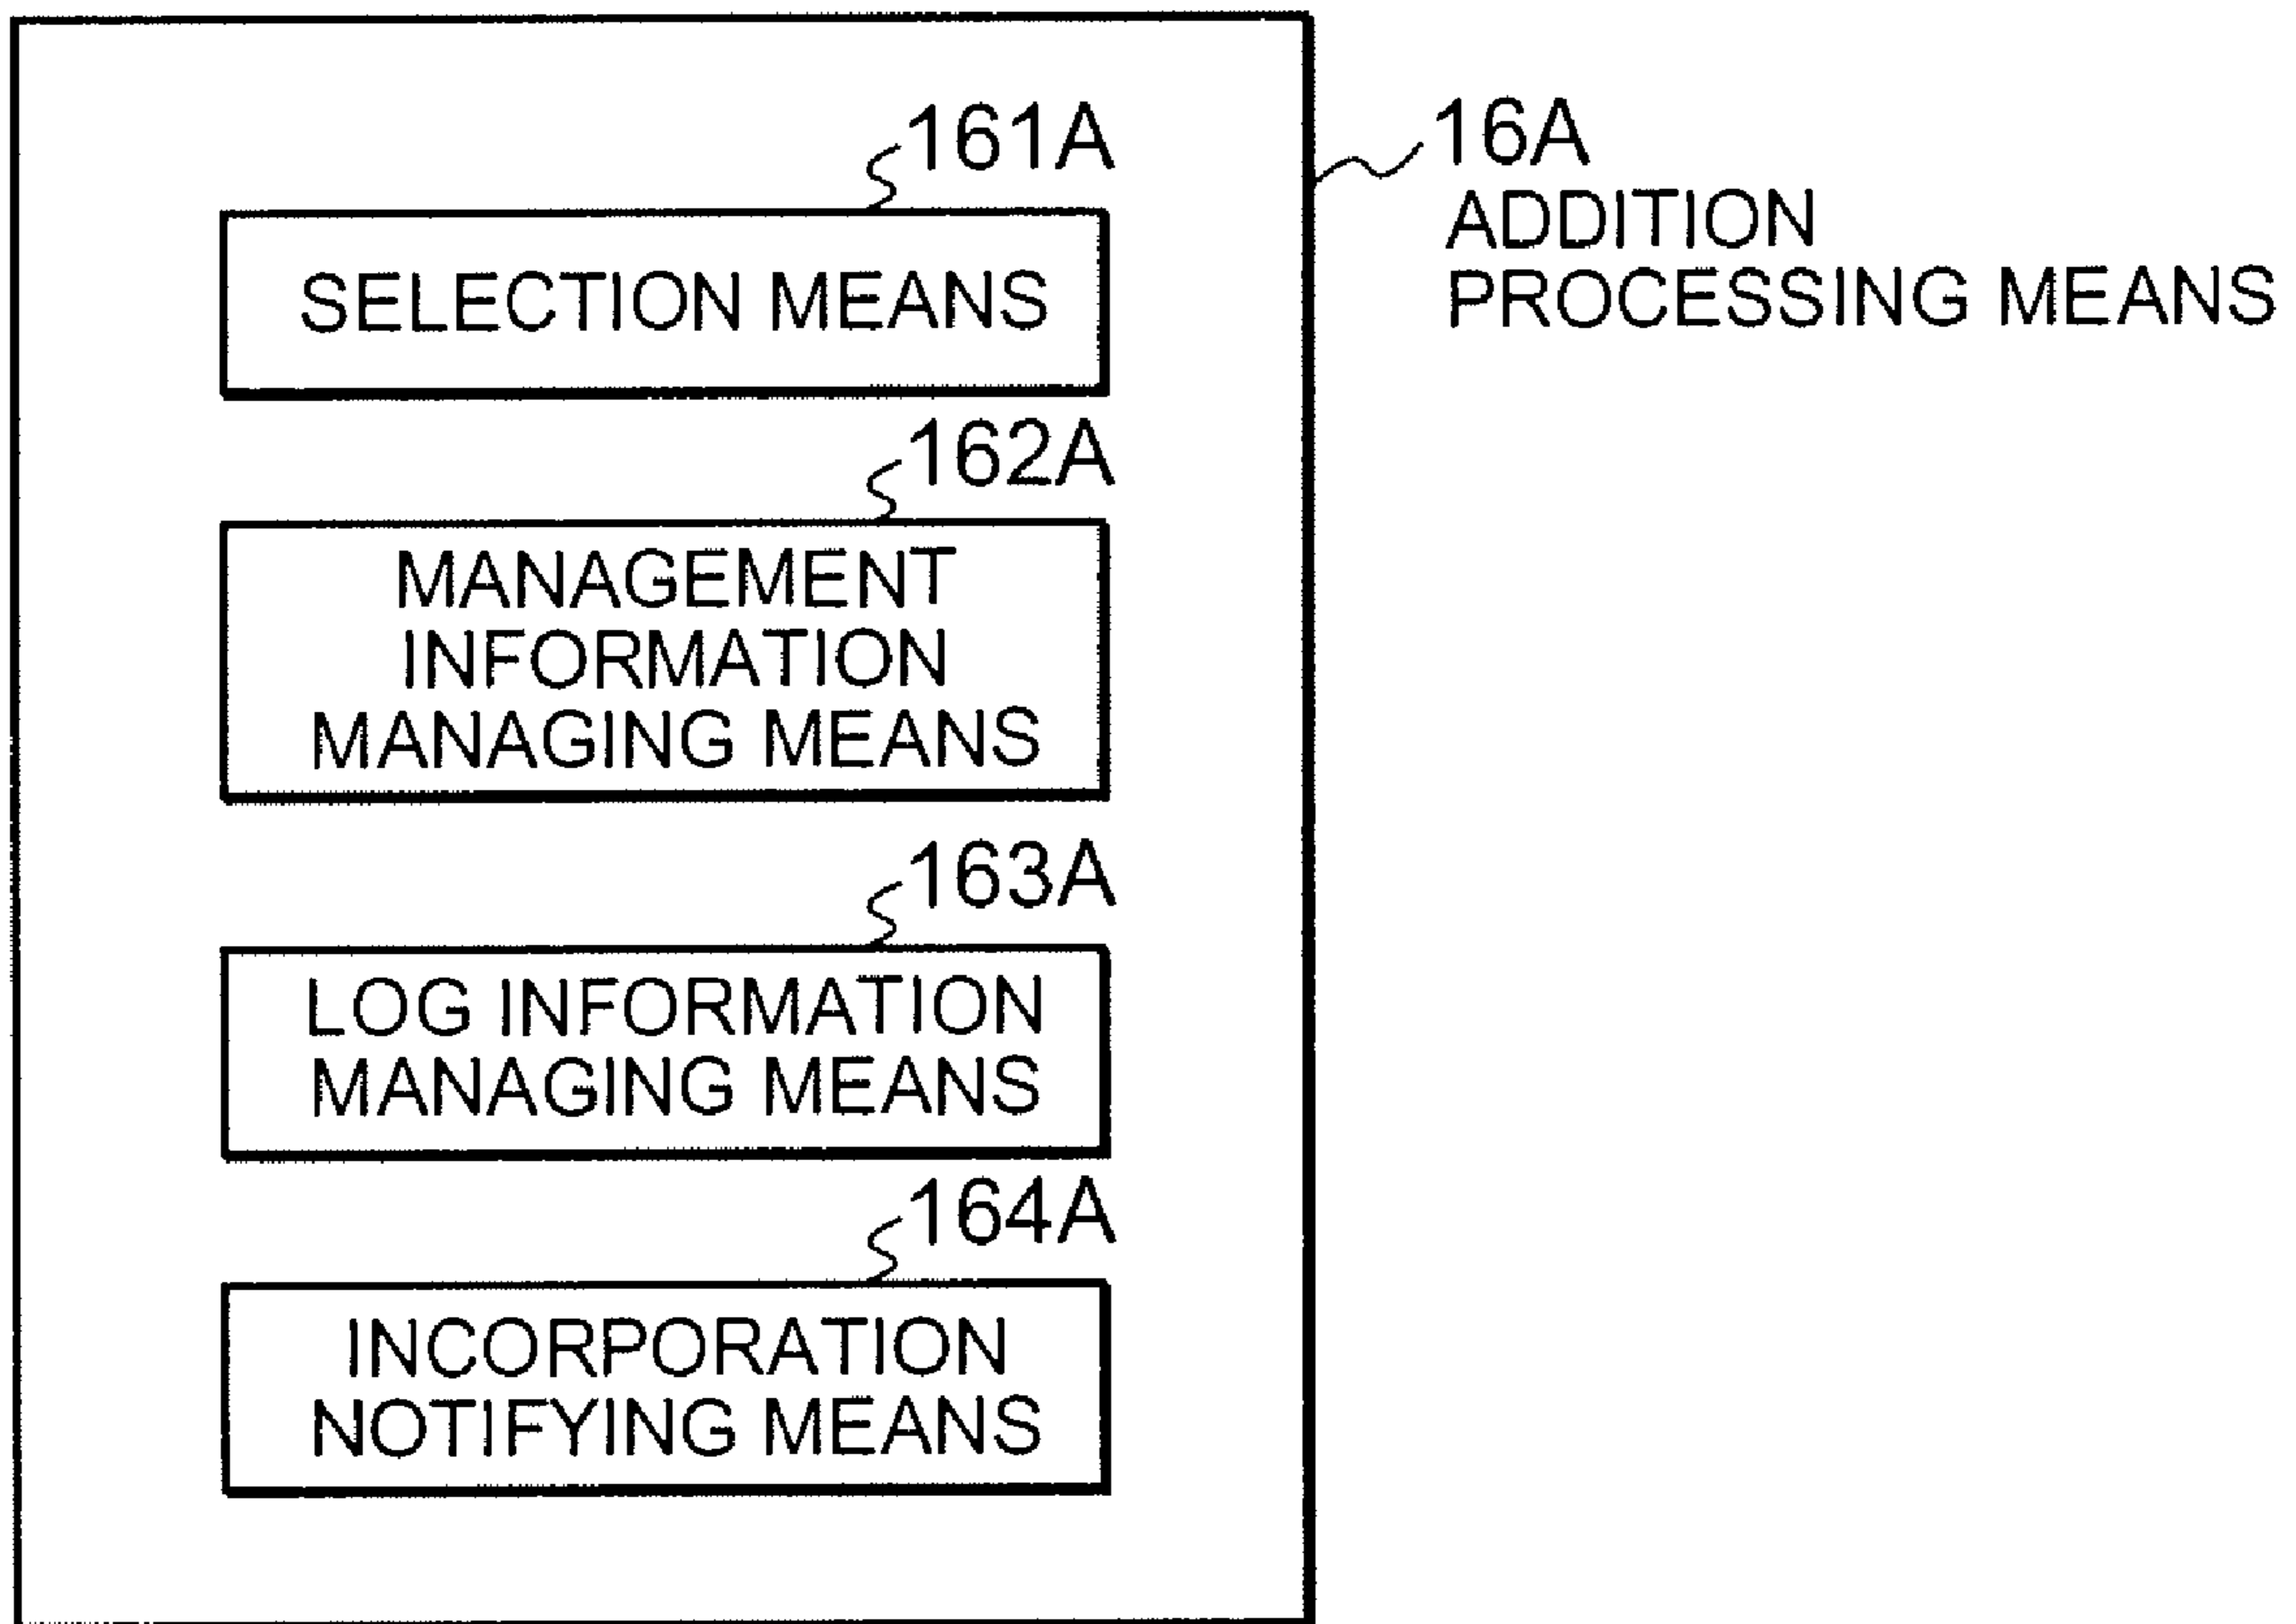 16A
ADDITION
PROCESSING MEANS
161A
SELECTION MEANS
162A
MANAGEMENT
INFORMATION
MANAGING MEANS
163A
LOG INFORMATION
MANAGING MEANS
164A
INCORPORATION
NOTIFYING MEANS